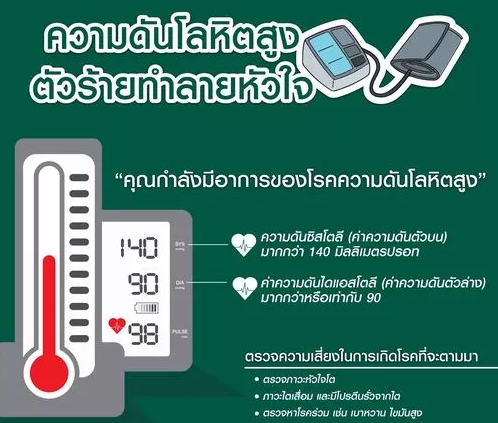 ความดันโลหิตสูง
ตัวร้ายทำลายหัวใจ
“คุณกำลังมีอาการของโรคความดันโลหิตสูง”
140 SYS
ความดันซิสโตลี (ค่าความดันตัวบน)
มากกว่า 140 มิลลิเมตรปรอท
90 DIA
ค่าความดันไดแอสโตลี (ค่าความดันตัวล่าง)
มากกว่าหรือเท่ากับ 90
98 PULSE
ตรวจความเสี่ยงในการเกิดโรคที่จะตามมา
• ตรวจภาวะหัวใจโต
• ภาวะไตเสื่อม และมีโปรตีนรั่วจากไต
• ตรวจหาโรคร่วม เช่น เบาหวาน ไขมันสูง